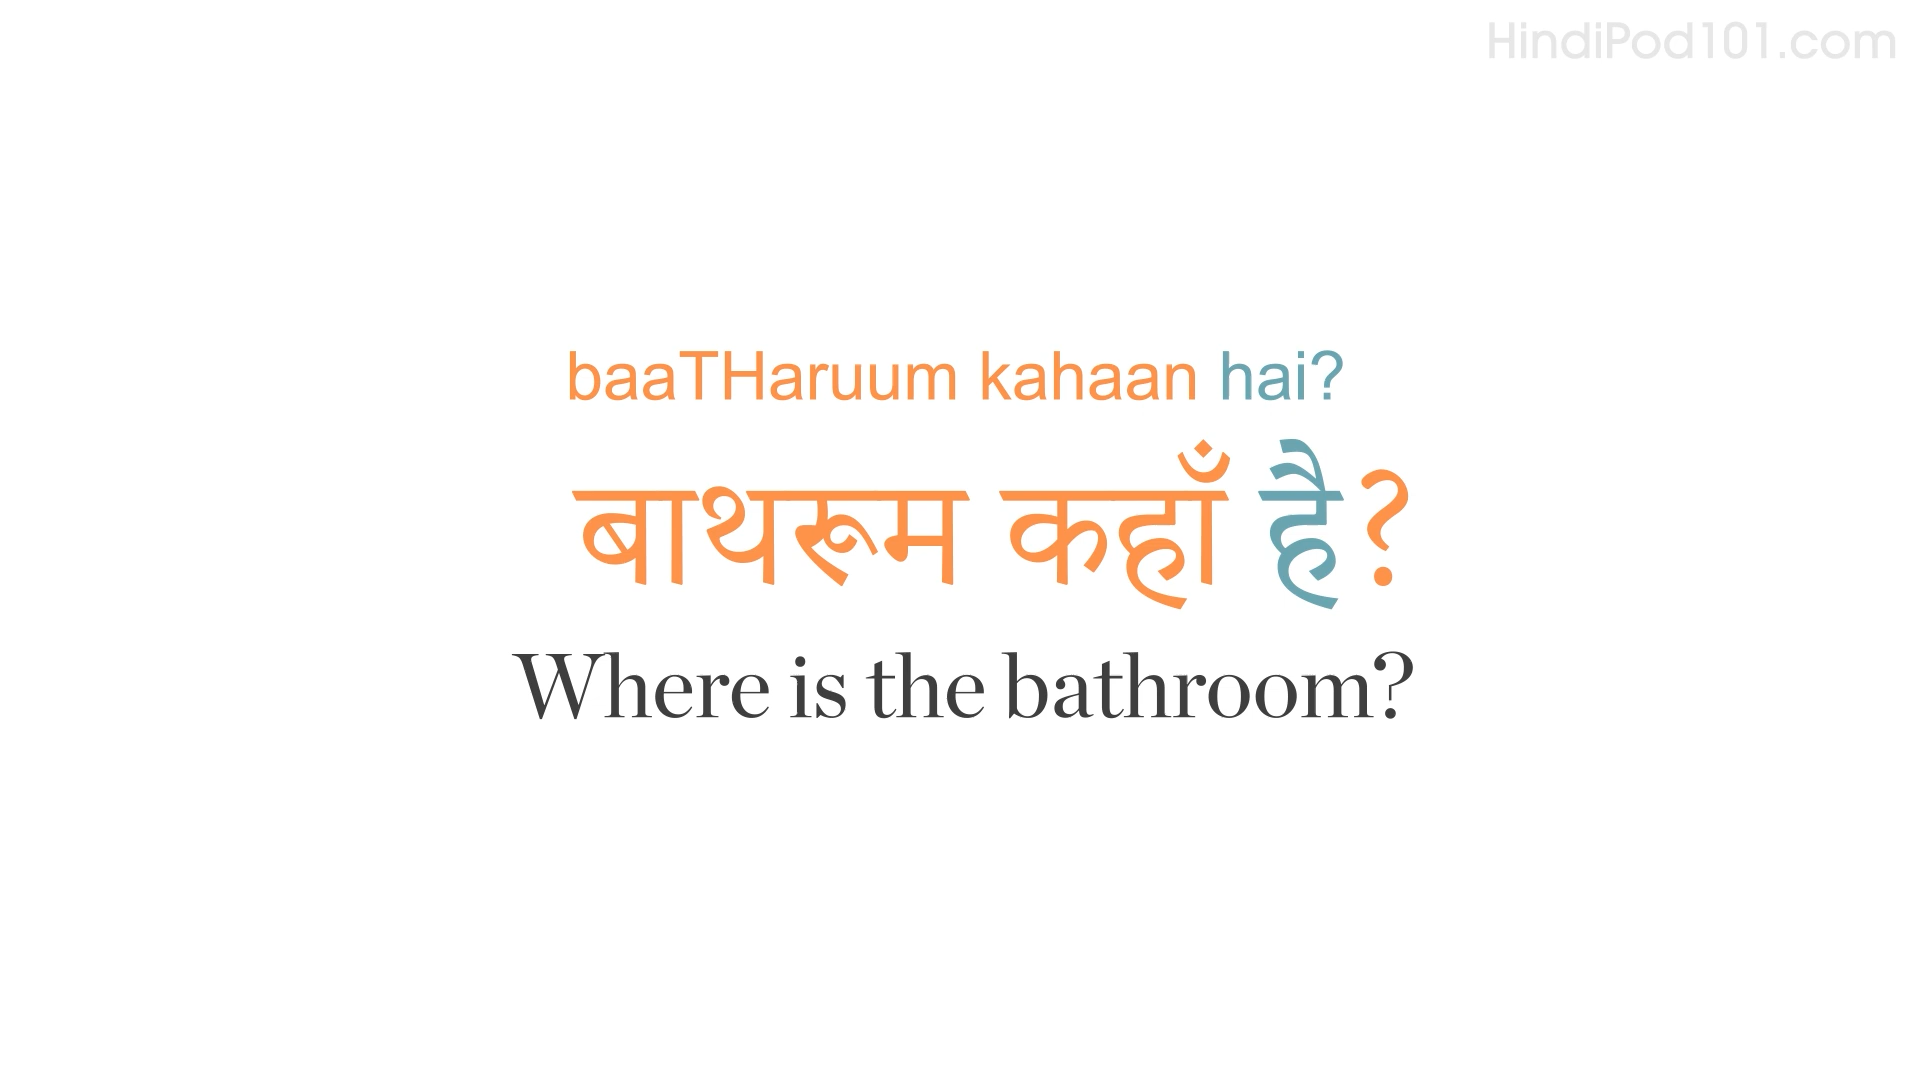 HindiPod101.com
baaTHaruum kahaan hai?
बाथरूम कहाँ है?
Where is the bathroom?